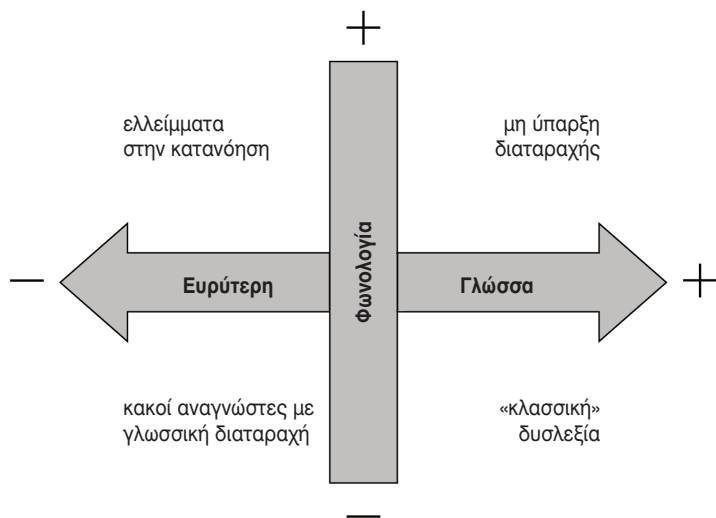 +
ελλείμματα
στην κατανόηση
μη ύπαρξη
διαταραχής
Φωνολογία
— Ευρύτερη Γλώσσα +
κακοί αναγνώστες με
γλωσσική διαταραχή
«κλασσική»
δυσλεξία
—